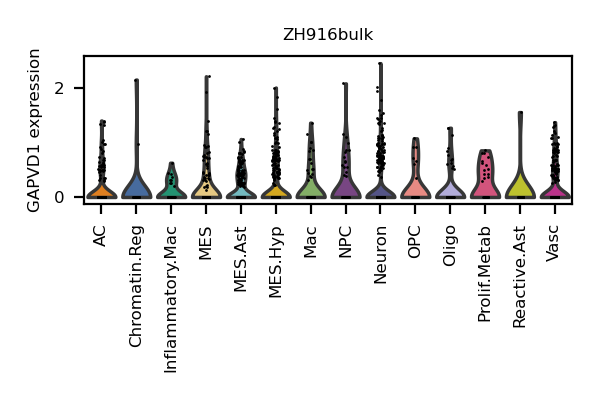 ZH916bulk
GAPVD1 expression
2
0
AC
Chromatin.Reg
Inflammatory.Mac
MES
MES.Ast
MES.Hyp
Mac
NPC
Neuron
OPC
Oligo
Prolif.Metab
Reactive.Ast
Vasc